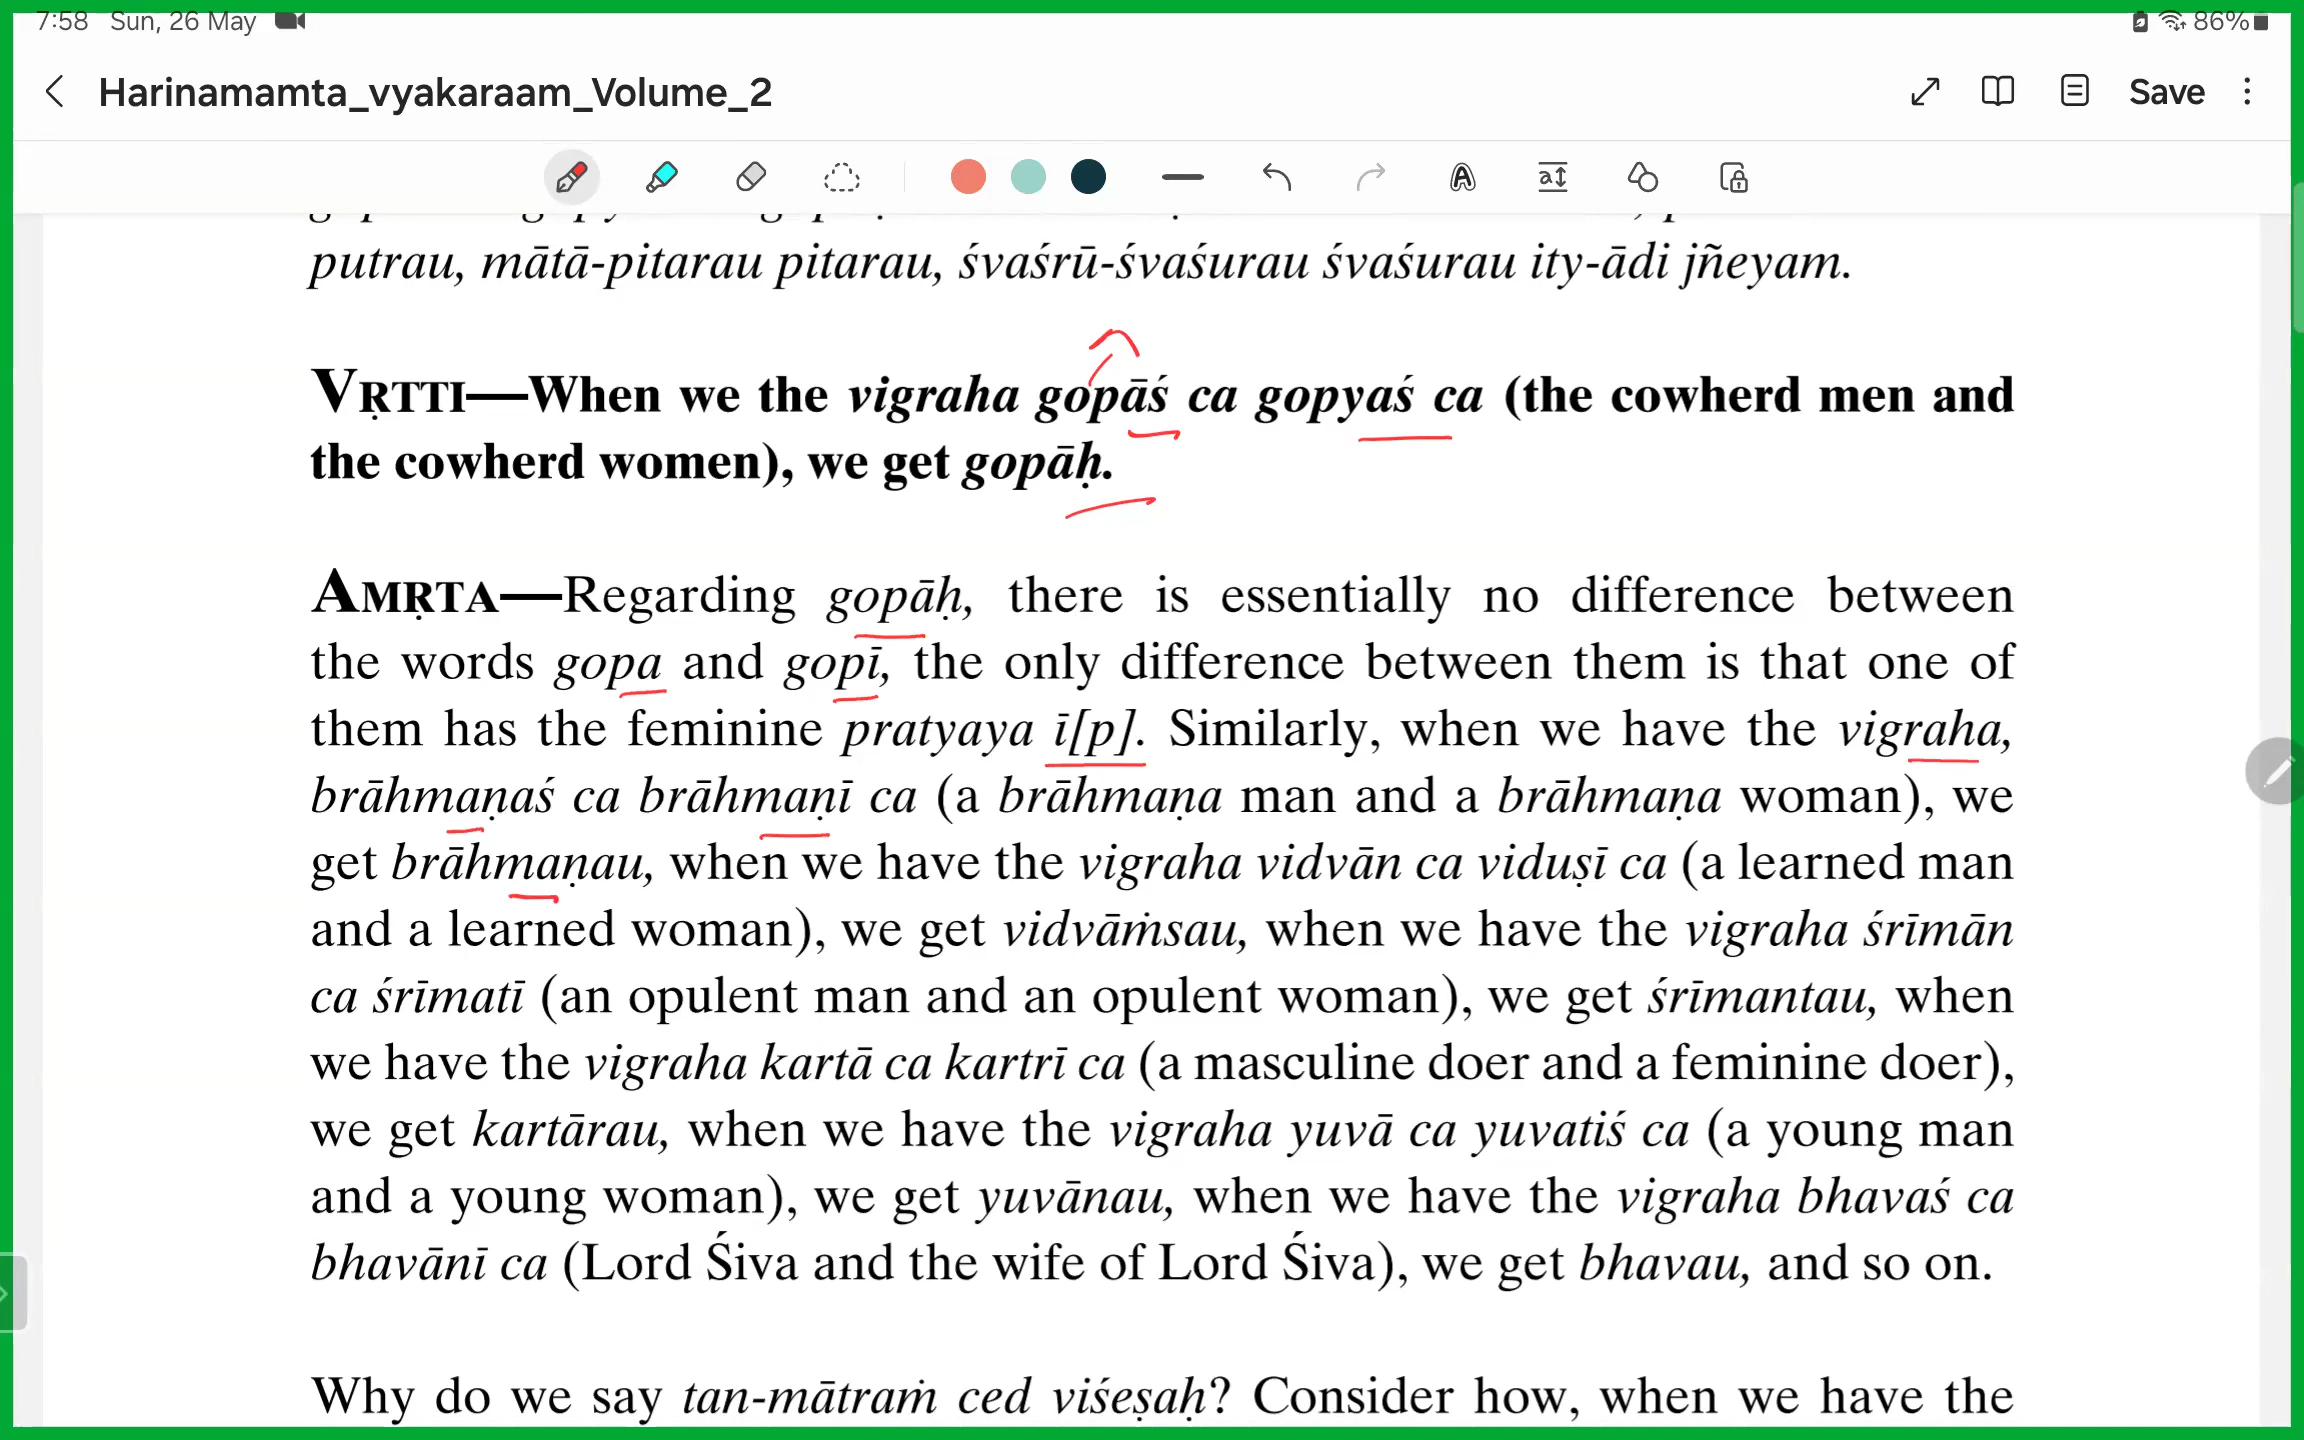 7:58 Sun, 26 May 86%
Harinamamta_vyakaraam_Volume_2 Save
putrau, mātā-pitarau pitarau, śvaśrū-śvaśurau śvaśurau ity-ādi jñeyam.
VṚTTI—When we the vigraha gopāś ca gopyaś ca (the cowherd men and
the cowherd women), we get gopāḥ.
AMṚTA—Regarding gopāḥ, there is essentially no difference between
the words gopa and gopī, the only difference between them is that one of
them has the feminine pratyaya ī[p]. Similarly, when we have the vigraha,
brāhmaṇaś ca brāhmaṇī ca (a brāhmaṇa man and a brāhmaṇa woman), we
get brāhmaṇau, when we have the vigraha vidvān ca viduṣī ca (a learned man
and a learned woman), we get vidvāṁsau, when we have the vigraha śrīmān
ca śrīmatī (an opulent man and an opulent woman), we get śrīmantau, when
we have the vigraha kartā ca kartrī ca (a masculine doer and a feminine doer),
we get kartārau, when we have the vigraha yuvā ca yuvatiś ca (a young man
and a young woman), we get yuvānau, when we have the vigraha bhavaś ca
bhavānī ca (Lord Śiva and the wife of Lord Śiva), we get bhavau, and so on.
Why do we say tan-mātraṁ ced viśeṣaḥ? Consider how, when we have the